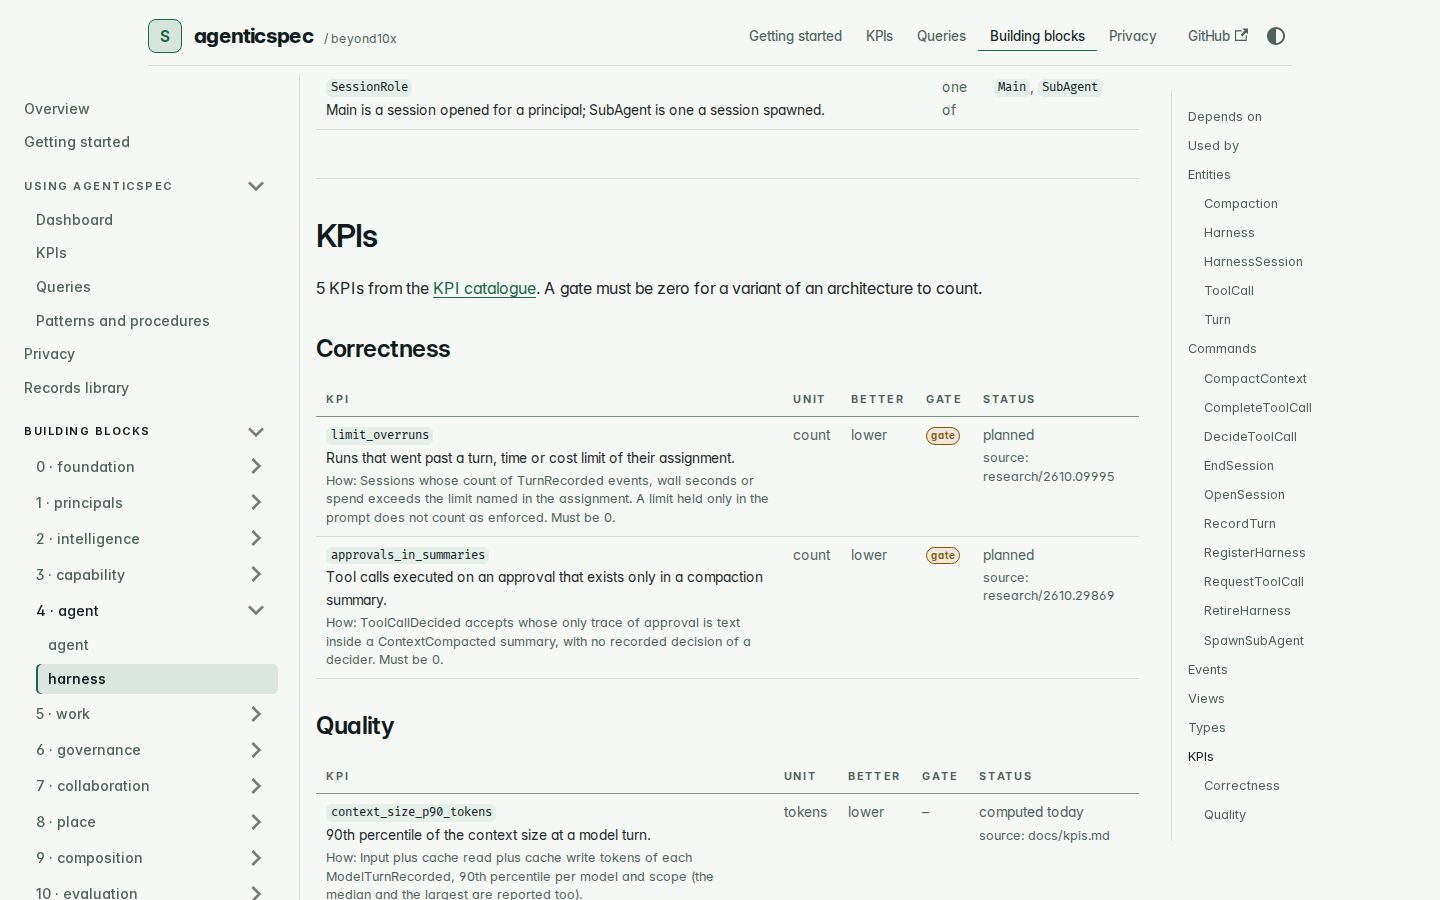 S agenticspec / beyond10x Getting started KPIs Queries Building blocks Privacy GitHub
Overview
Getting started
USING AGENTICSPEC
Dashboard
KPIs
Queries
Patterns and procedures
Privacy
Records library
BUILDING BLOCKS
0 · foundation
1 · principals
2 · intelligence
3 · capability
4 · agent
agent
harness
5 · work
6 · governance
7 · collaboration
8 · place
9 · composition
10 · evaluation
SessionRole one of Main, SubAgent
Main is a session opened for a principal; SubAgent is one a session spawned.
KPIs
5 KPIs from the KPI catalogue. A gate must be zero for a variant of an architecture to count.
Correctness
KPI UNIT BETTER GATE STATUS
limit_overruns count lower gate planned
Runs that went past a turn, time or cost limit of their assignment. source:
How: Sessions whose count of TurnRecorded events, wall seconds or research/2610.09995
spend exceeds the limit named in the assignment. A limit held only in the
prompt does not count as enforced. Must be 0.
approvals_in_summaries count lower gate planned
Tool calls executed on an approval that exists only in a compaction source:
summary. research/2610.29869
How: ToolCallDecided accepts whose only trace of approval is text
inside a ContextCompacted summary, with no recorded decision of a
decider. Must be 0.
Quality
KPI UNIT BETTER GATE STATUS
context_size_p90_tokens tokens lower – computed today
90th percentile of the context size at a model turn. source: docs/kpis.md
How: Input plus cache read plus cache write tokens of each
ModelTurnRecorded, 90th percentile per model and scope (the
median and the largest are reported too).
Depends on
Used by
Entities
Compaction
Harness
HarnessSession
ToolCall
Turn
Commands
CompactContext
CompleteToolCall
DecideToolCall
EndSession
OpenSession
RecordTurn
RegisterHarness
RequestToolCall
RetireHarness
SpawnSubAgent
Events
Views
Types
KPIs
Correctness
Quality